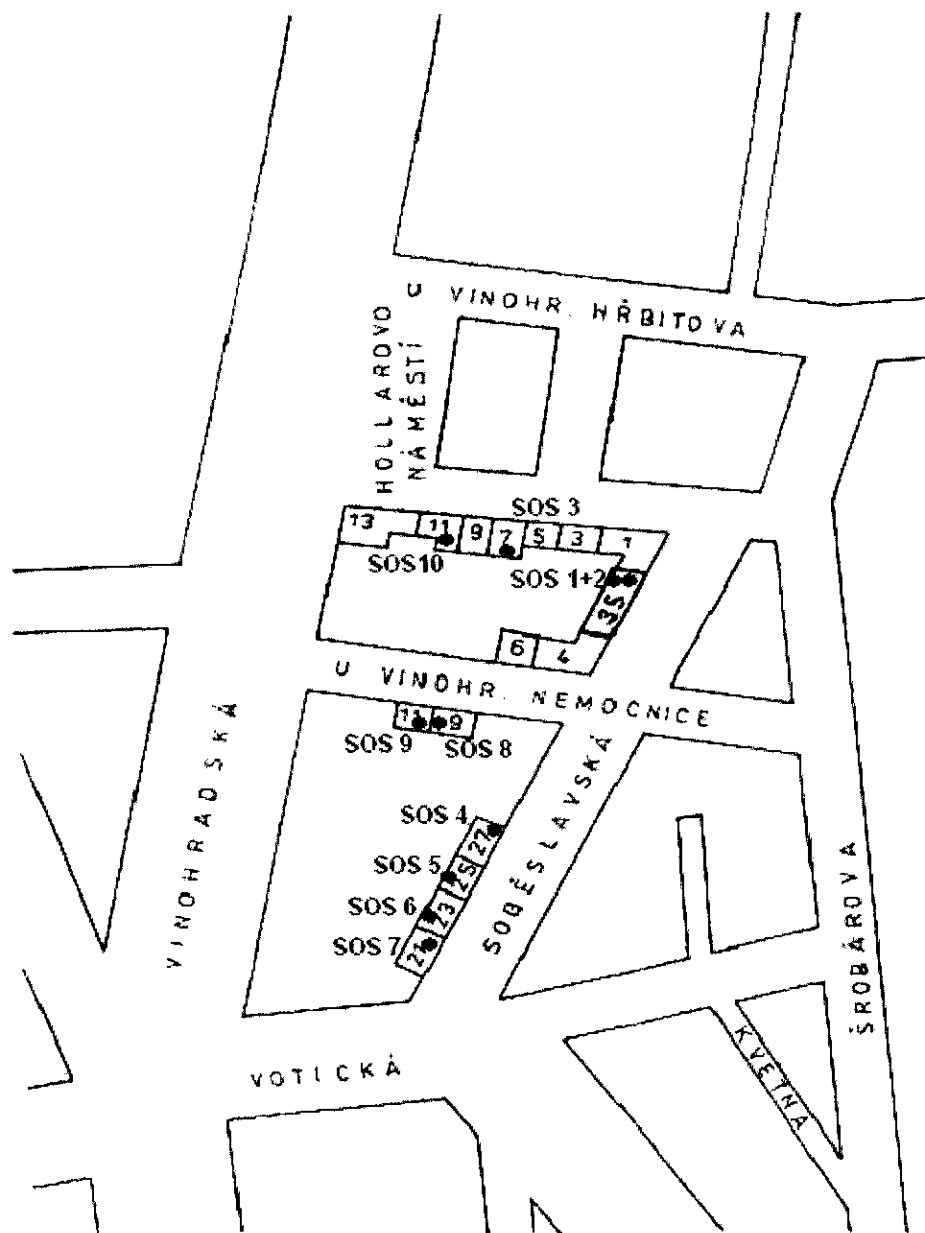 U VINOHR. HŘBITOVA
HOLLAROVO
NÁMĚSTÍ
SOS 3
13
11
9
7
5
3
1
SOS10
SOS 1+2
35
6
4
U VINOHR. NEMOCNICE
11
9
SOS 9
SOS 8
VINOHRADSKÁ
SOBĚSLAVSKÁ
SOS 4
27
SOS 5
25
SOS 6
23
SOS 7
21
ŠROBÁROVA
KVĚTNÁ
VOTICKÁ